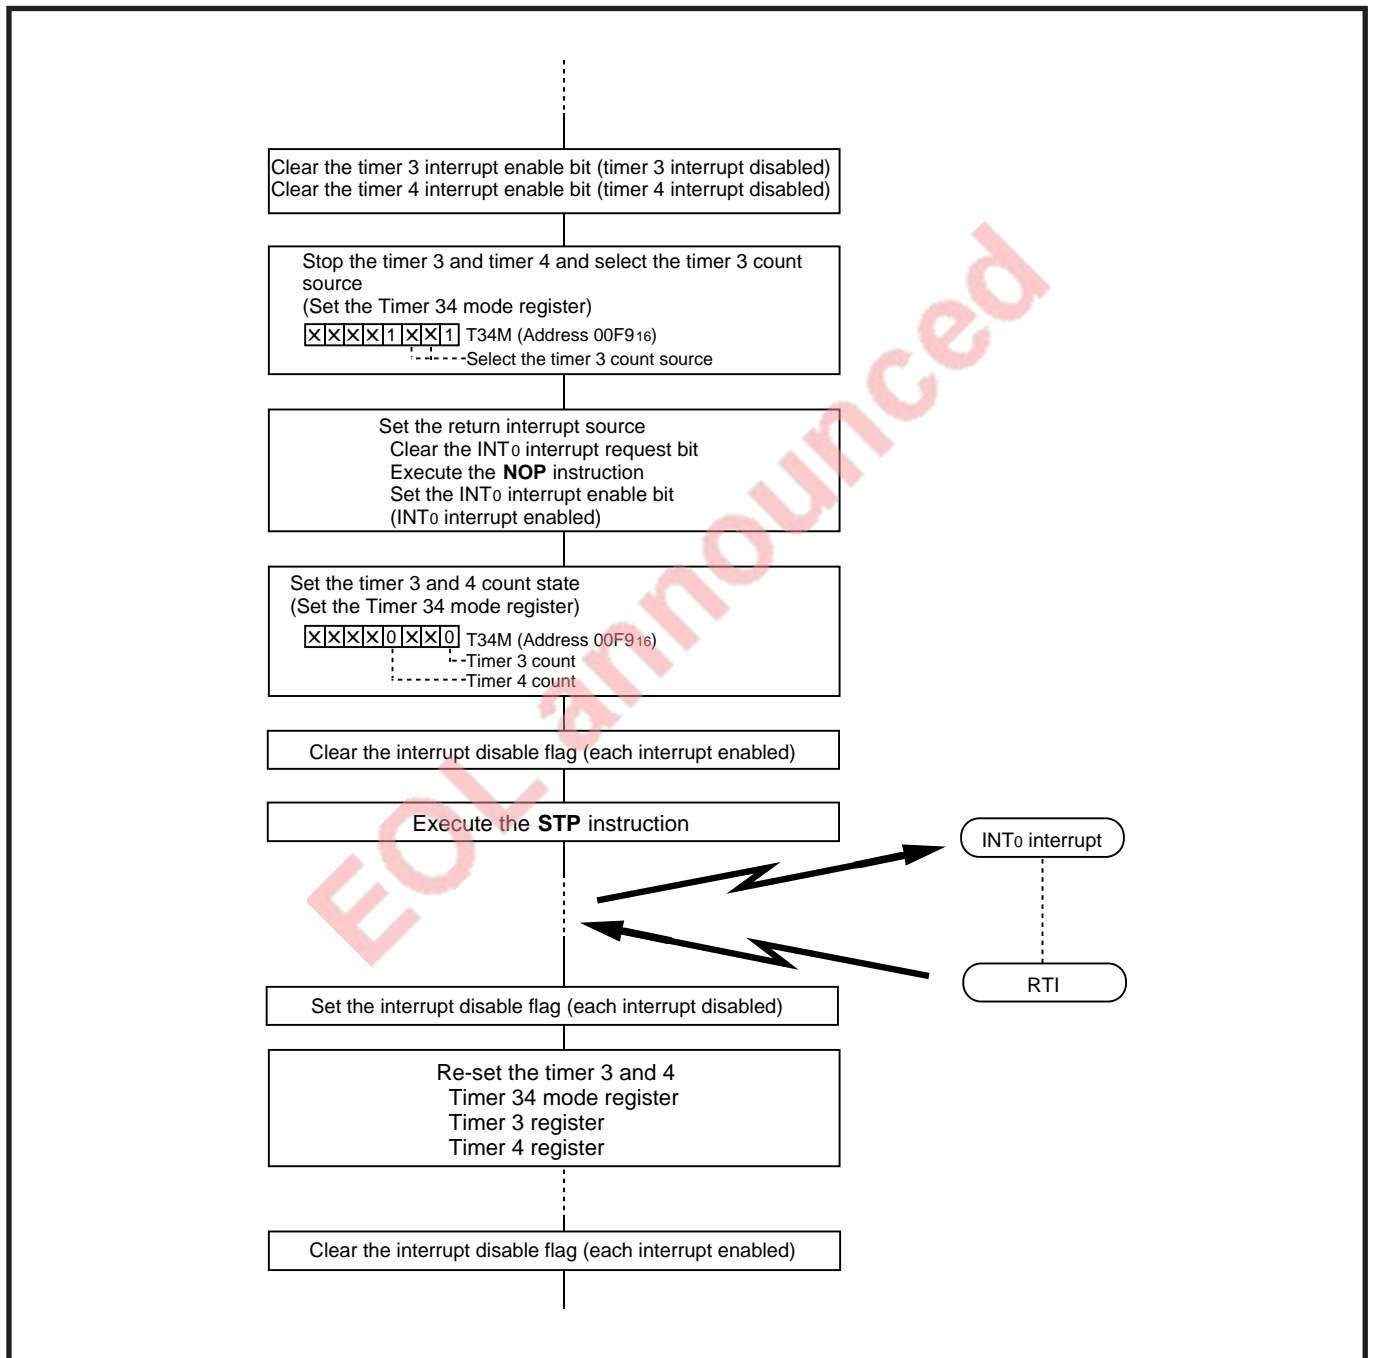 Clear the timer 3 interrupt enable bit (timer 3 interrupt disabled)
Clear the timer 4 interrupt enable bit (timer 4 interrupt disabled)
Stop the timer 3 and timer 4 and select the timer 3 count
source
(Set the Timer 34 mode register)
XXXX1XX1 T34M (Address 00F916)
Select the timer 3 count source
Set the return interrupt source
Clear the INT0 interrupt request bit
Execute the NOP instruction
Set the INT0 interrupt enable bit
(INT0 interrupt enabled)
Set the timer 3 and 4 count state
(Set the Timer 34 mode register)
XXXX0XX0 T34M (Address 00F916)
Timer 3 count
Timer 4 count
Clear the interrupt disable flag (each interrupt enabled)
Execute the STP instruction
INT0 interrupt
RTI
Set the interrupt disable flag (each interrupt disabled)
Re-set the timer 3 and 4
Timer 34 mode register
Timer 3 register
Timer 4 register
Clear the interrupt disable flag (each interrupt enabled)
EOL announced